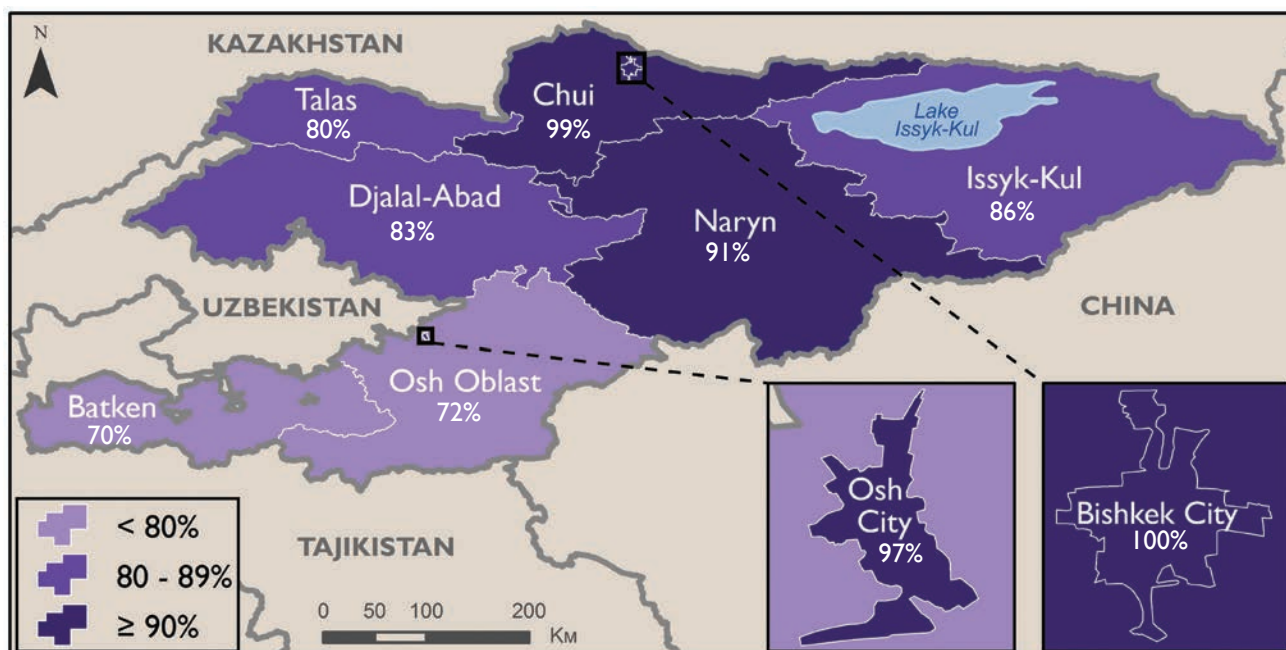 N
KAZAKHSTAN
Talas
80%
Chui
99%
Lake
Issyk-Kul
Djalal-Abad
83%
Naryn
91%
Issyk-Kul
86%
UZBEKISTAN
CHINA
Osh Oblast
72%
Batken
70%
Osh
City
97%
Bishkek City
100%
< 80%
80 - 89%
≥ 90%
TAJIKISTAN
0 50 100 200
KM